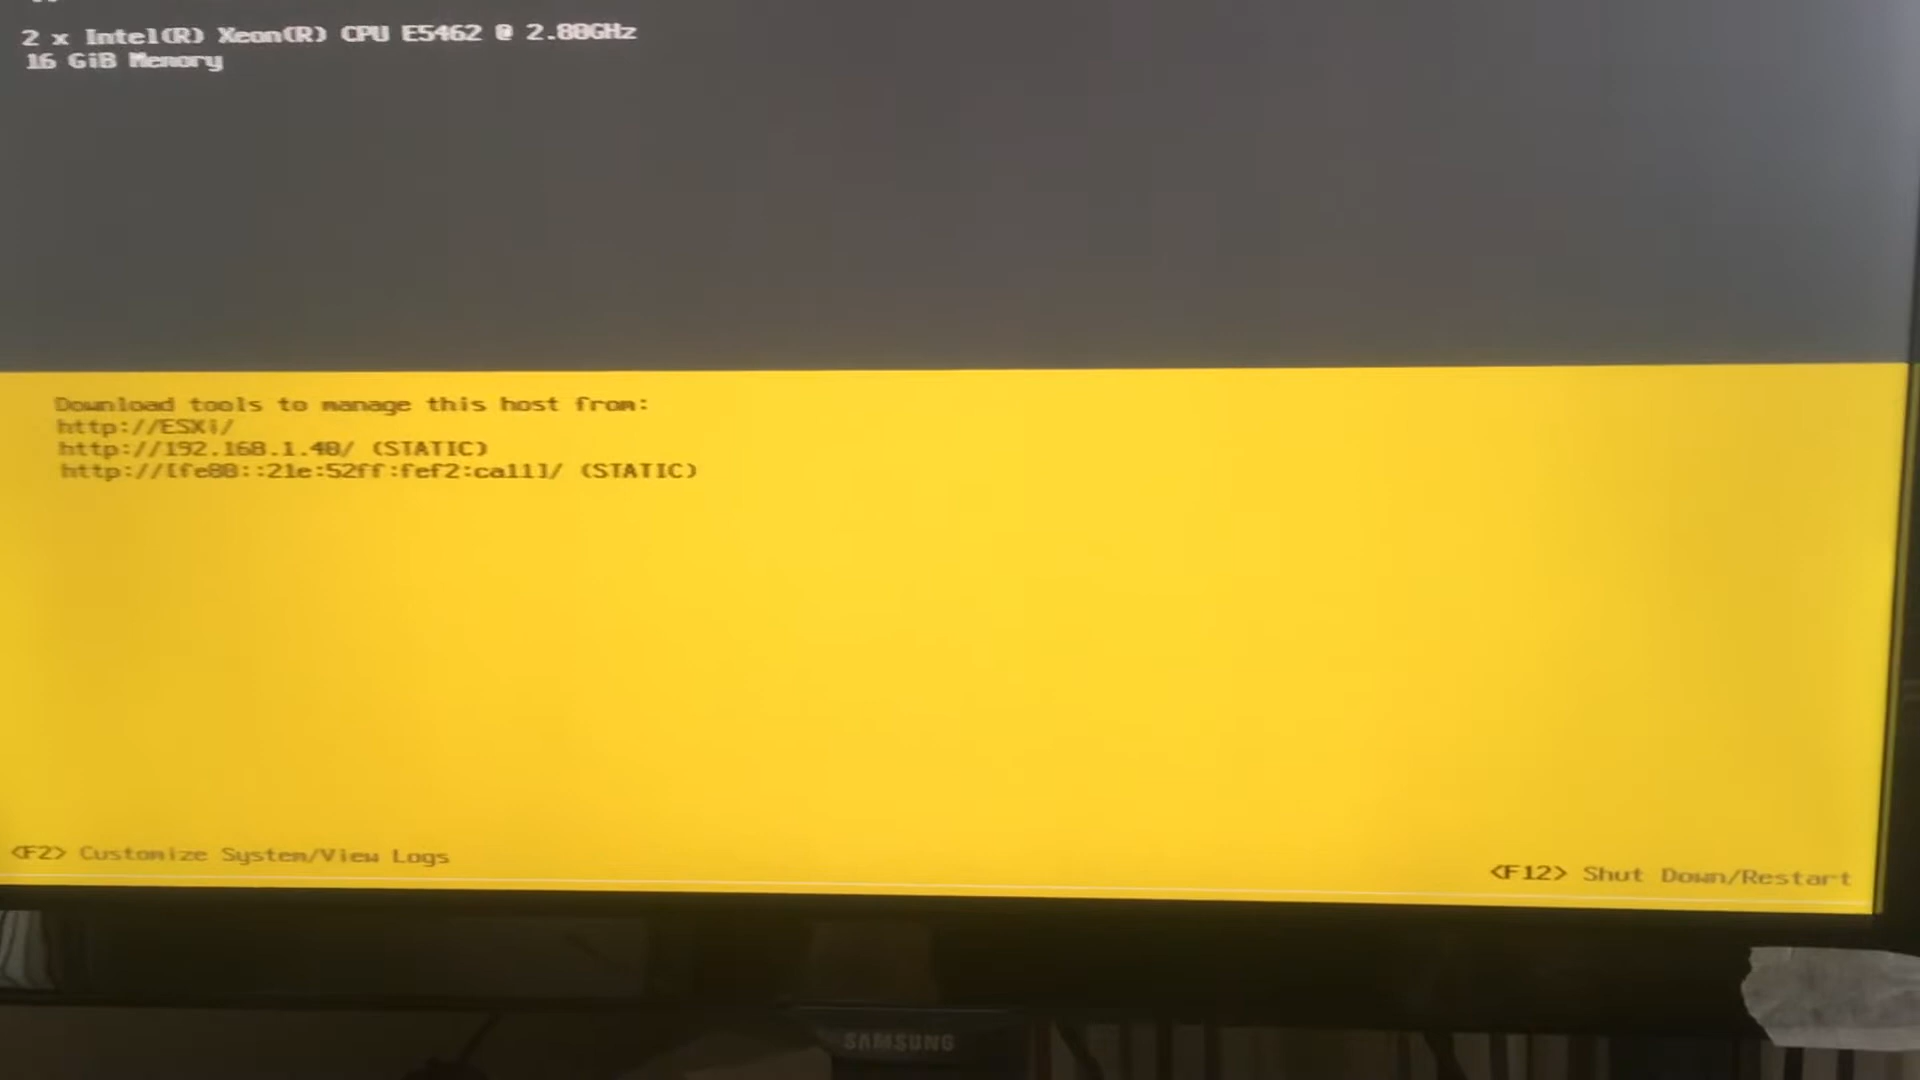 2 x Intel(R) Xeon(R) CPU E5462 @ 2.80GHz
16 GiB Memory
Download tools to manage this host from:
http://ESXi/
http://192.168.1.40/ (STATIC)
http://[fe80::21e:52ff:fef2:ca11]/ (STATIC)
<F2> Customize System/View Logs
<F12> Shut Down/Restart
SAMSUNG